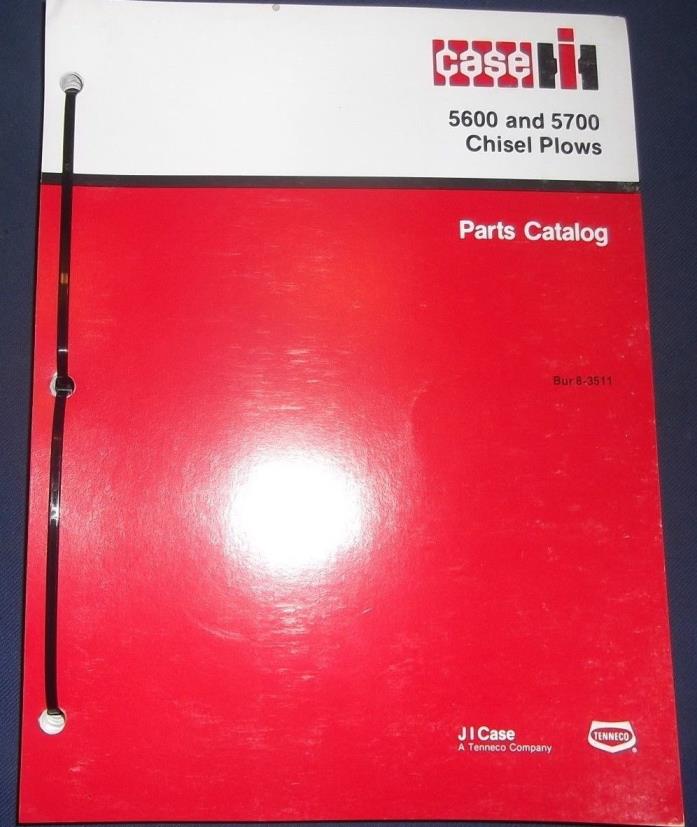 case IH
5600 and 5700
Chisel Plows
Parts Catalog
Bur 8-3511
J I Case
A Tenneco Company
TENNECO